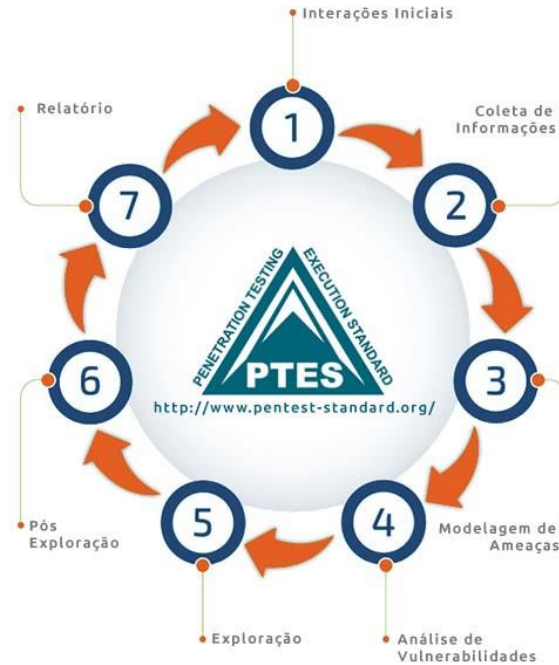 Interações Iniciais
1
Coleta de
Informações
2
3
Modelagem de
Ameaças
4
Análise de
Vulnerabilidades
5
Exploração
6
Pós
Exploração
7
Relatório
PENETRATION TESTING
EXECUTION STANDARD
PTES
http://www.pentest-standard.org/